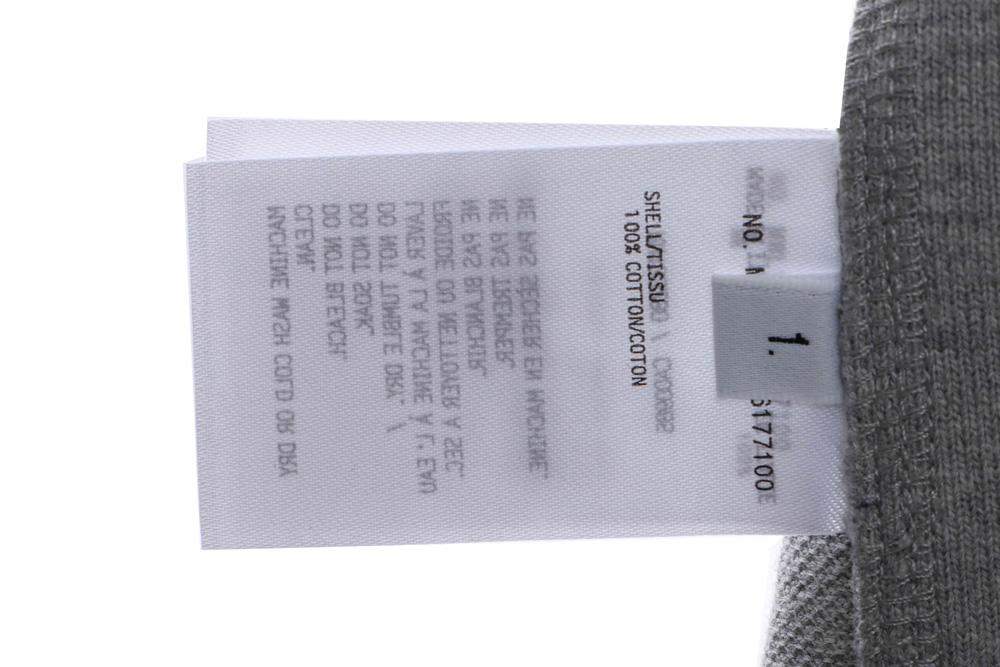 NO.
6177100
SHELL/TISSU
100% COTTON/COTON
1.
MACHINE WASH COLD OR DRY
CLEAN.
DO NOT BLEACH.
DO NOT SOAK.
DO NOT TUMBLE DRY. /
LAVER A LA MACHINE A L'EAU
FROIDE OU NETTOYER A SEC.
NE PAS BLANCHIR.
NE PAS TREMPER.
NE PAS SECHER EN MACHINE.